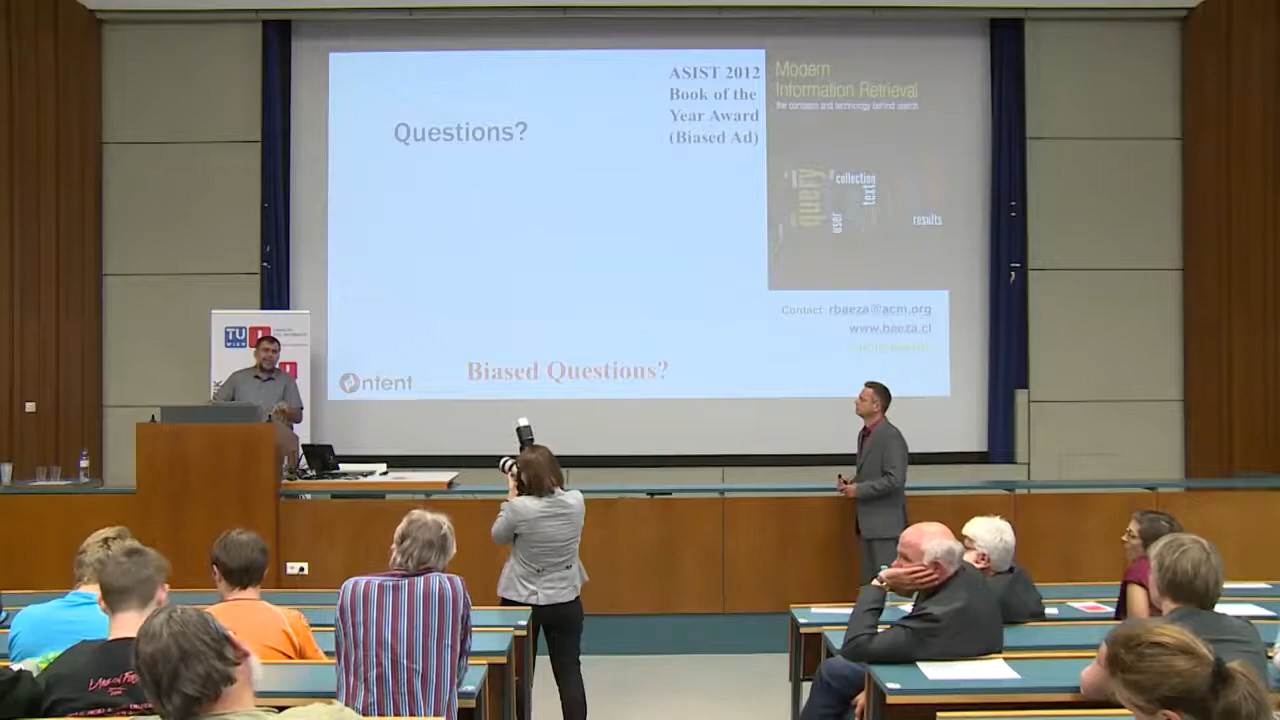 Questions?
ASIST 2012
Book of the
Year Award
(Biased Ad)
Modern
Information Retrieval
the concepts and technology behind search
query
collection
text
user
results
Contact: rbaeza@acm.org
www.baeza.cl
Biased Questions?
ntent
TU
WIEN